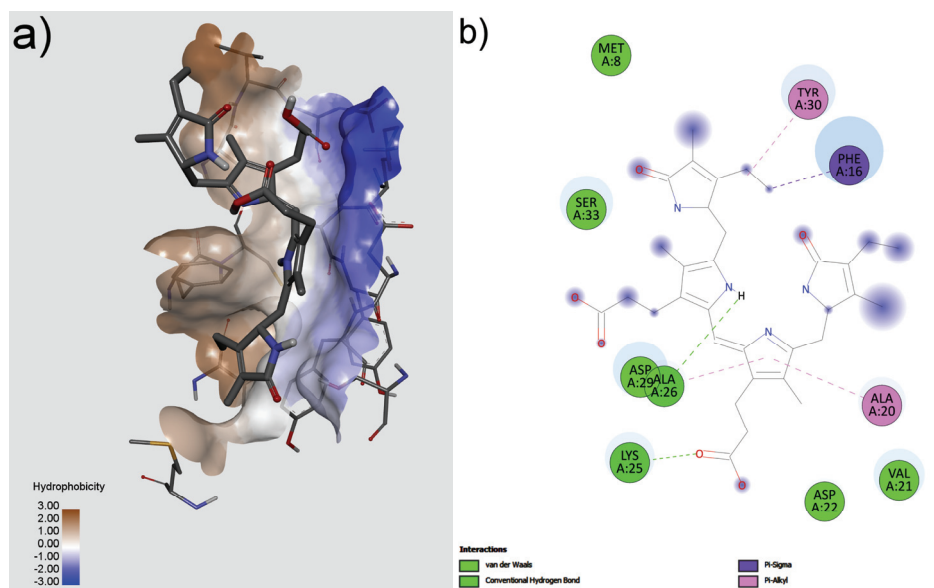 a)
Hydrophobicity
3.00
2.00
1.00
0.00
-1.00
-2.00
-3.00
b)
MET
A:8
TYR
A:30
PHE
A:16
SER
A:33
O
N
O
N
N
H
O
O
N
ASP
A:29
ALA
A:26
ALA
A:20
LYS
A:25
O
O
ASP
A:22
VAL
A:21
Interactions
van der Waals
Conventional Hydrogen Bond
Pi-Sigma
Pi-Alkyl